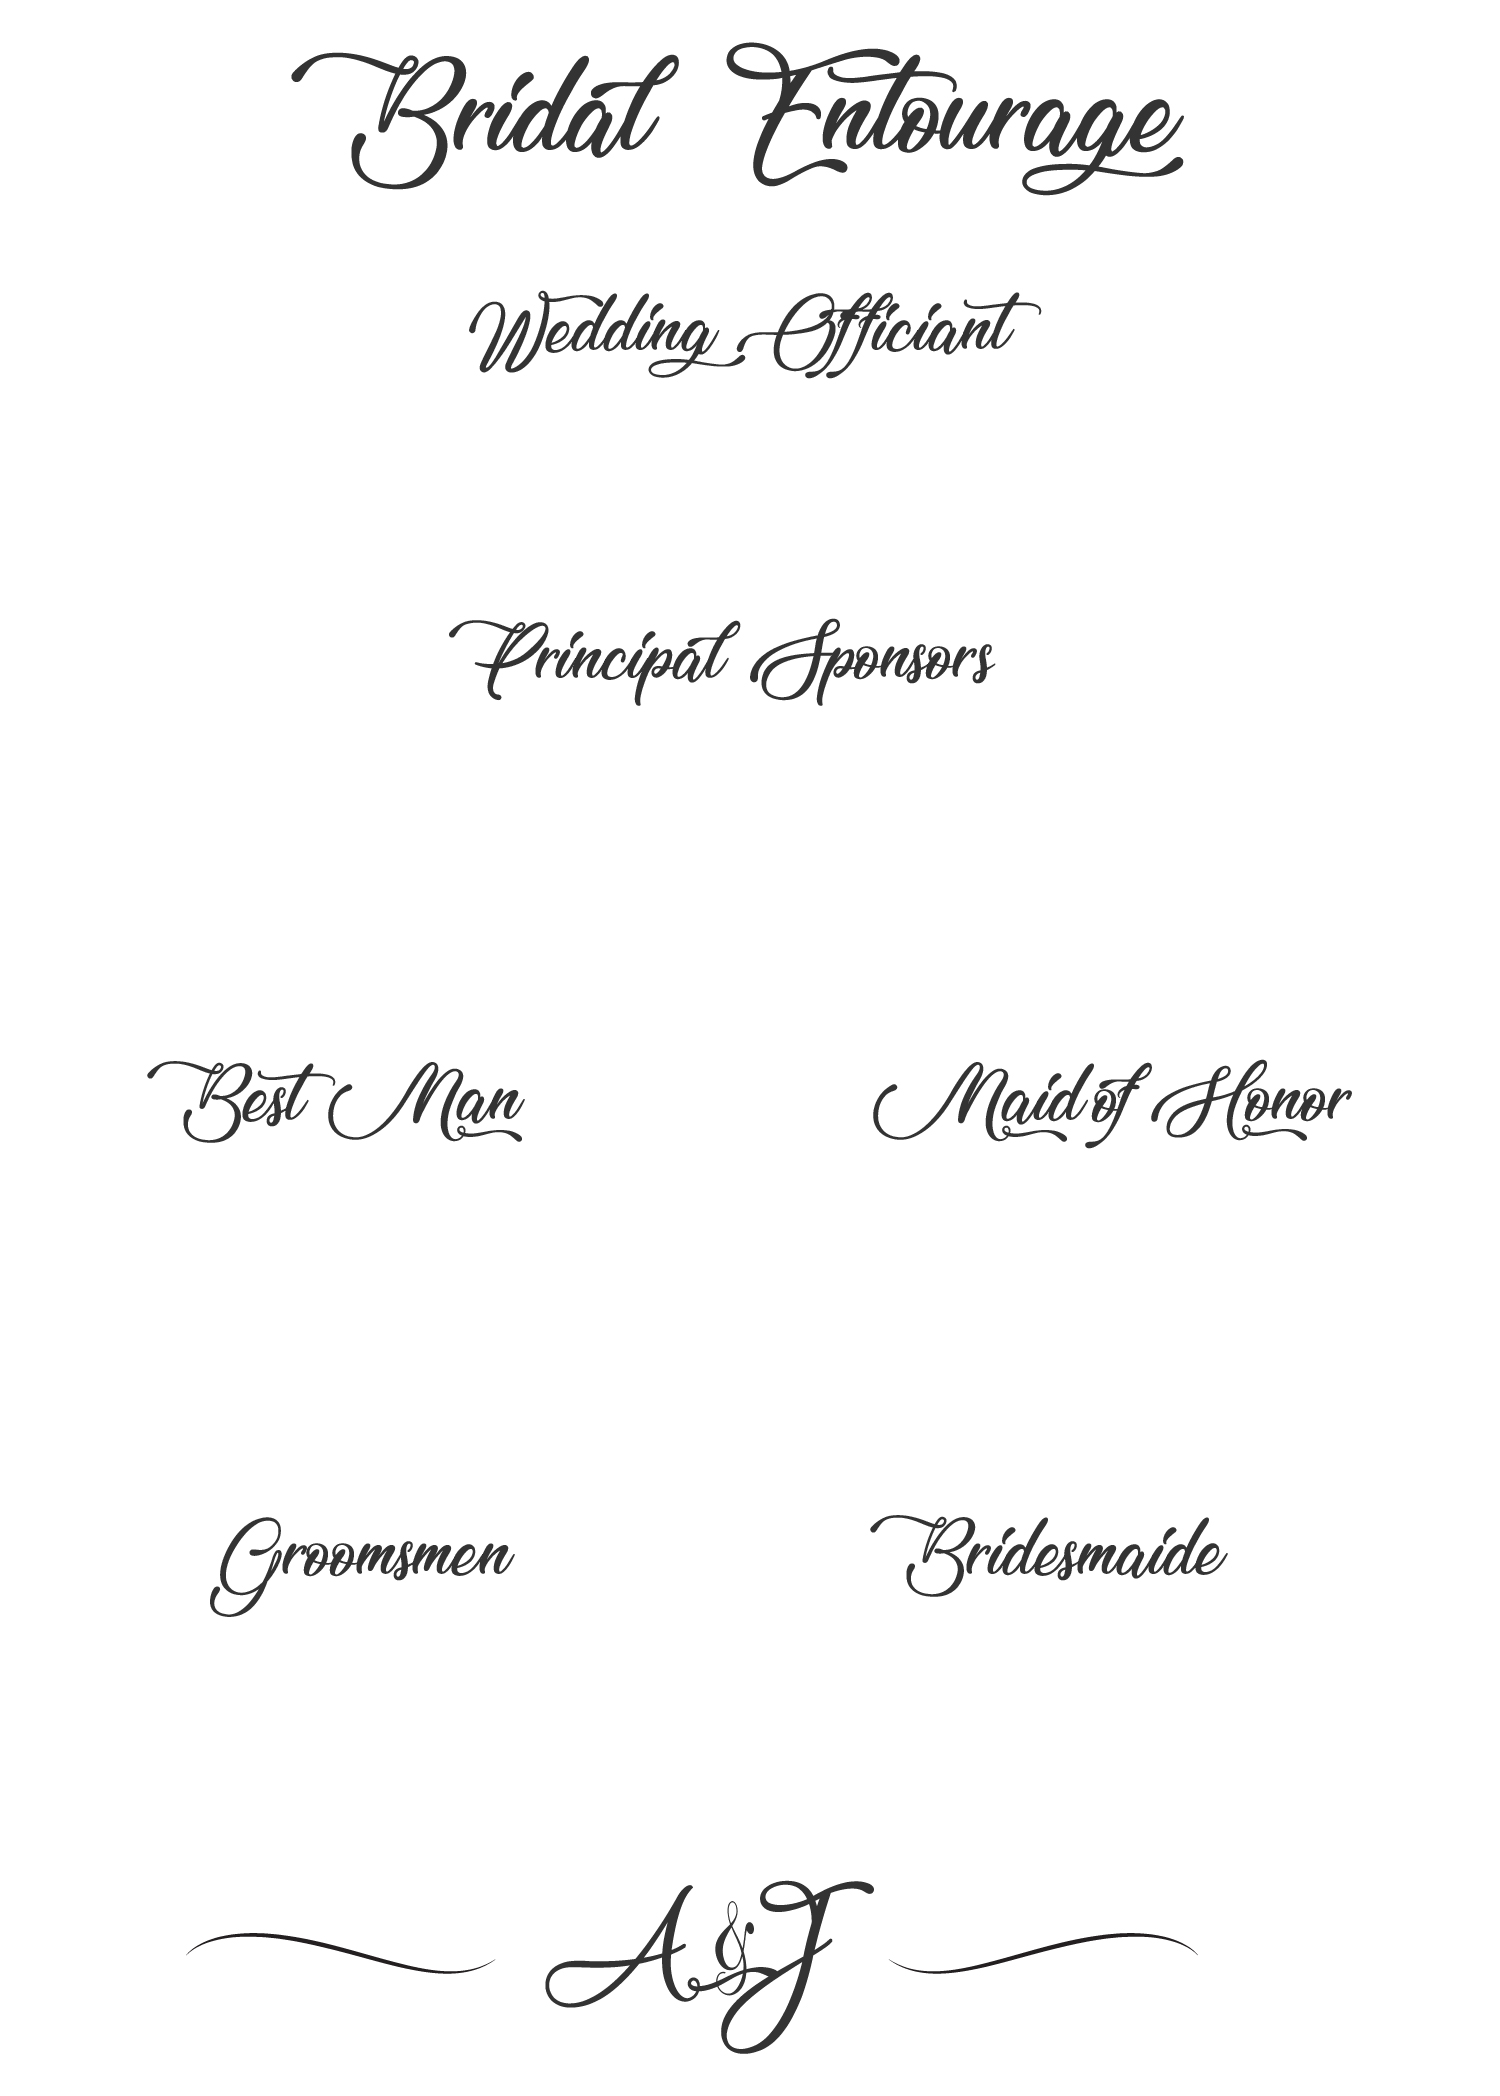 Bridal Entourage
Wedding Officiant
Principal Sponsors
Best Man
Maid of Honor
Groomsmen
Bridesmaide
A & J